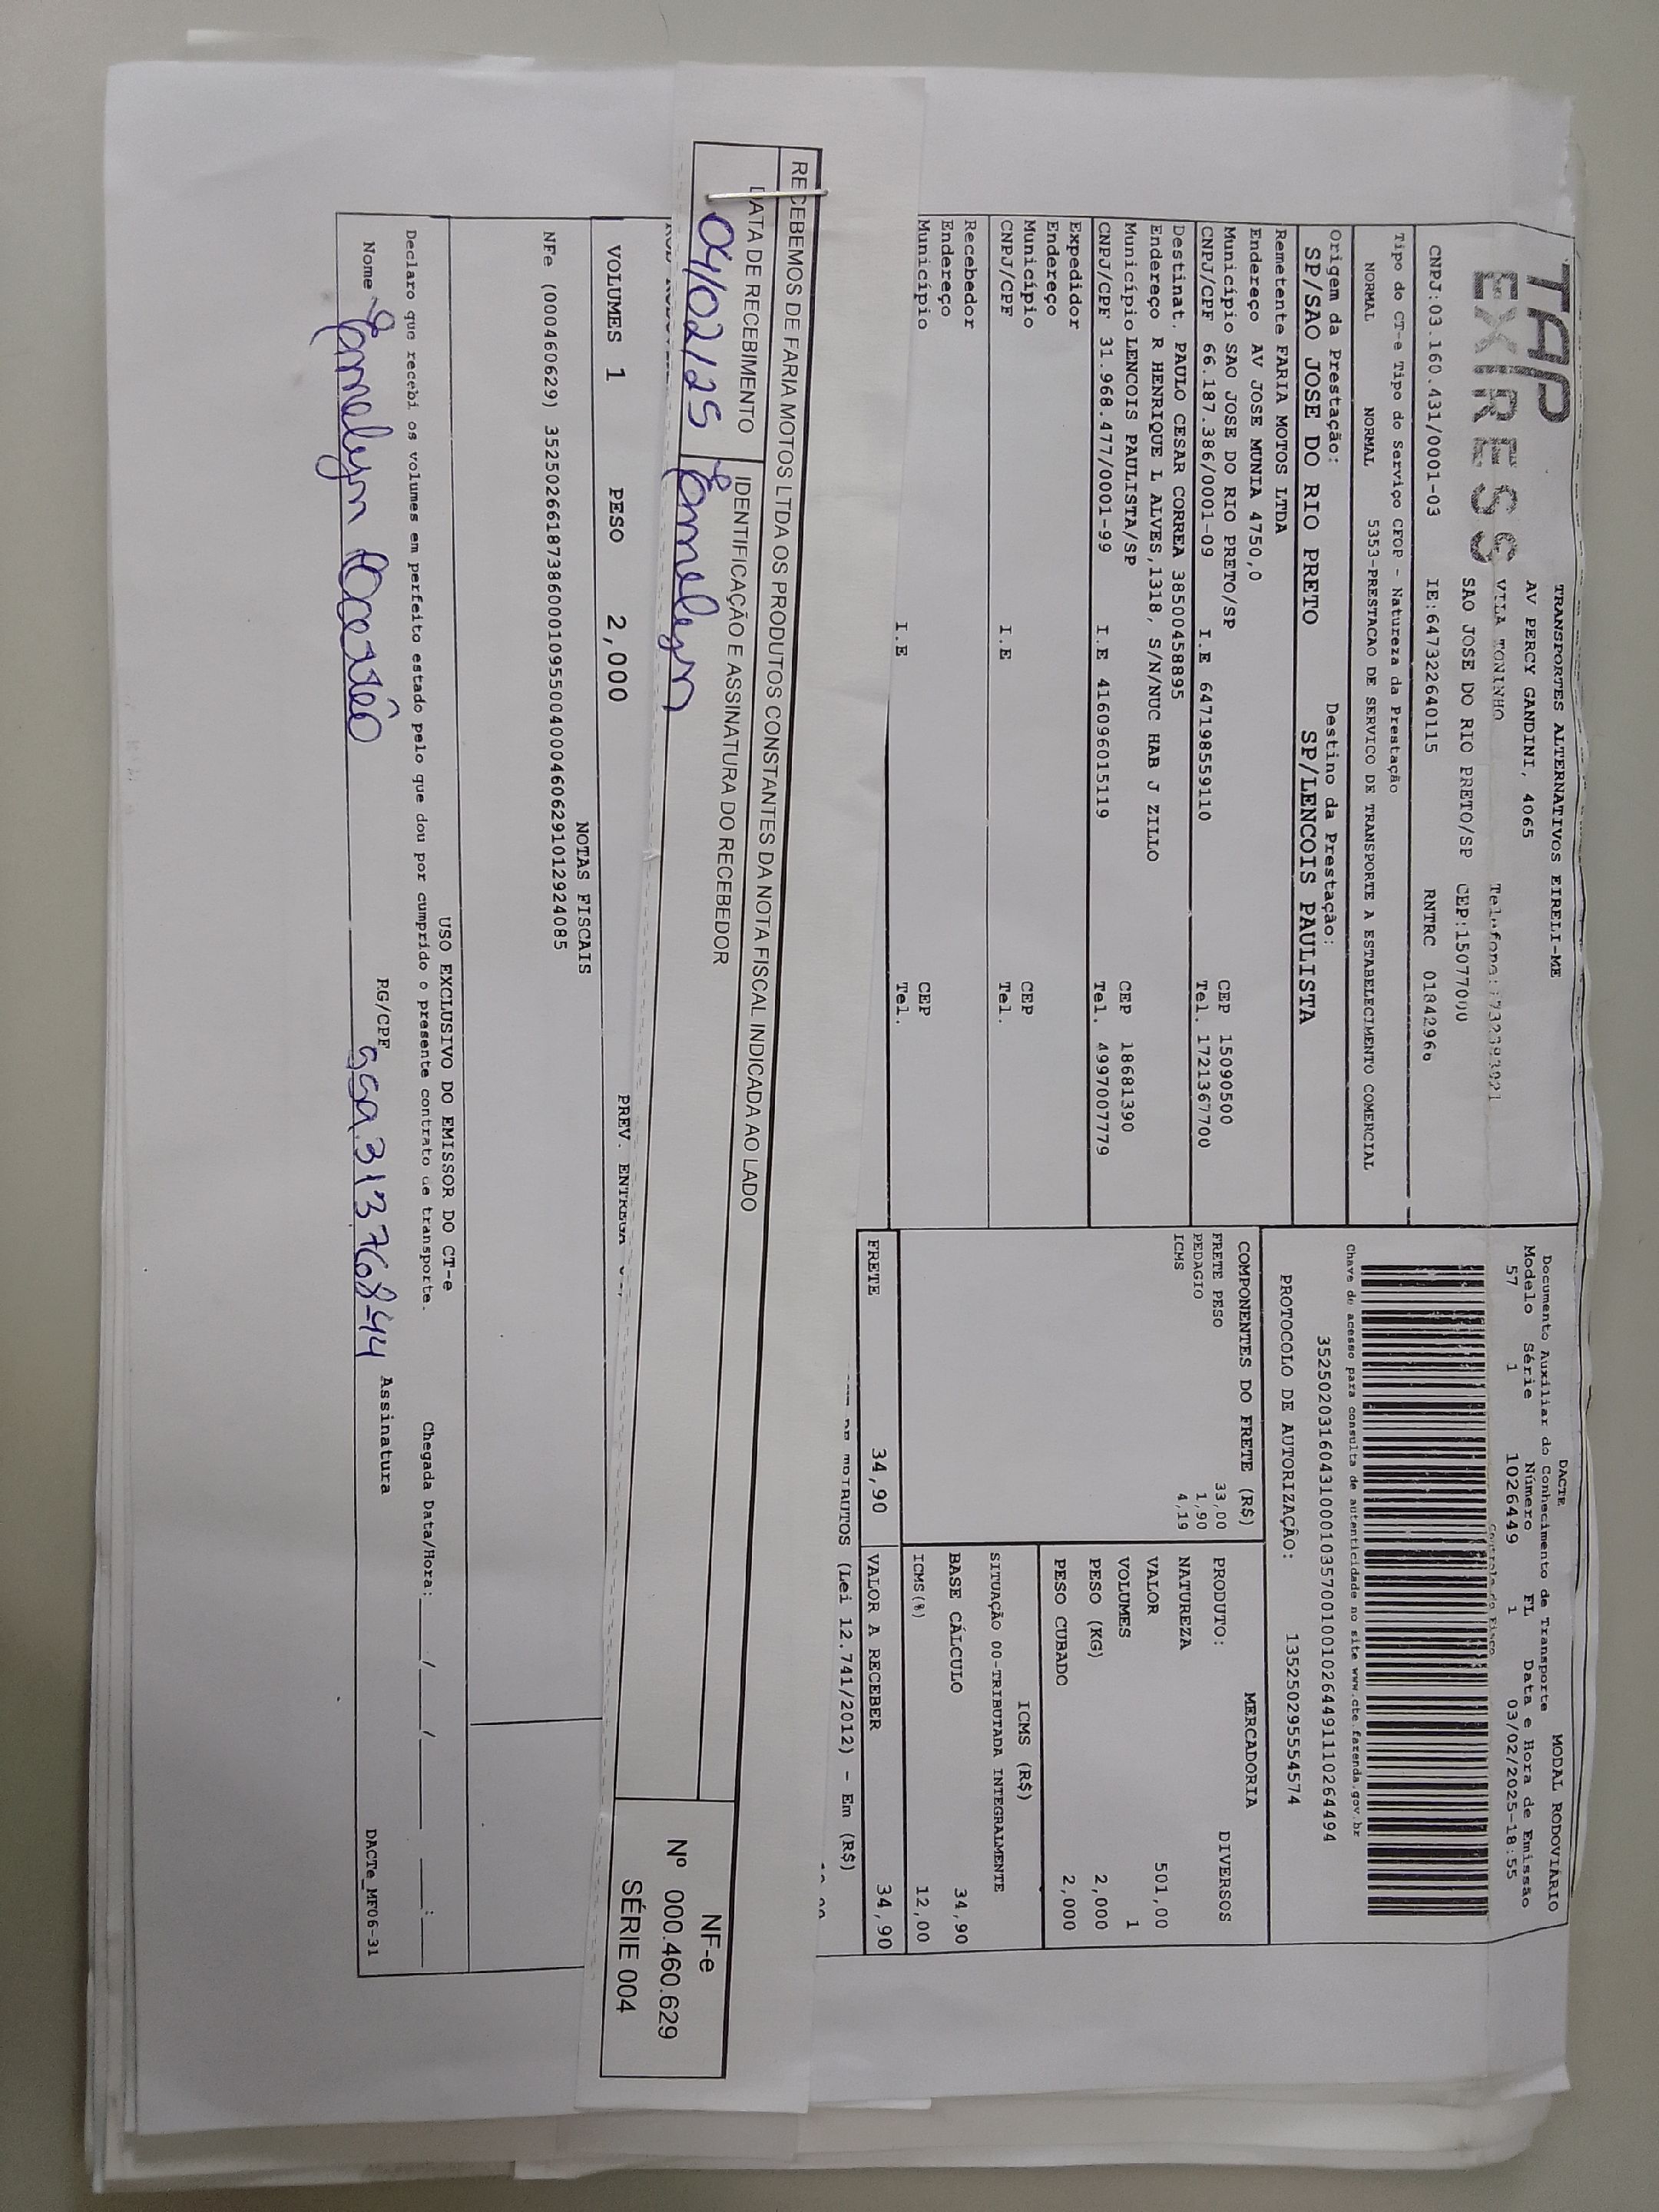 TAP EXPRESS
TRANSPORTES ALTERNATIVOS EIRELI-ME
AV PERCY GANDINI, 4065
VILA TONINHO
SAO JOSE DO RIO PRETO/SP CEP:15077000
CNPJ:03.160.431/0001-03 IE:647322640115 RNTRC
Tipo do CT-e Tipo do Serviço CFOP - Natureza da Prestação
NORMAL NORMAL 5353-PRESTACAO DE SERVICO DE TRANSPORTE A ESTABELECIMENTO COMERCIAL
Origem da Prestação: Destino da Prestação:
SP/SAO JOSE DO RIO PRETO SP/LENCOIS PAULISTA
Remetente FARIA MOTOS LTDA
Endereço AV JOSE MUNIA 4750,0
Município SAO JOSE DO RIO PRETO/SP CEP 15090500
CNPJ/CPF 66.187.386/0001-09 I.E 647198559110 Tel. 1721367700
Destinat. PAULO CESAR CORREA 38500458895
Endereço R HENRIQUE L ALVES,1318, S/N/NUC HAB J ZILLO
Município LENCOIS PAULISTA/SP CEP 18681390
CNPJ/CPF 31.968.477/0001-99 I.E 416096015119 Tel. 4997007779
Expedidor
Endereço
Município CEP
CNPJ/CPF I.E Tel.
Recebedor
Endereço
Município CEP
I.E Tel.
DACTE MODAL RODOVIÁRIO
Documento Auxiliar do Conhecimento de Transporte
Modelo Série Número FL Data e Hora de Emissão
57 1 1026449 1 03/02/2025-18:55
Chave de acesso para consulta de autenticidade no site www.cte.fazenda.gov.br
35250203160431000103570010010264491110264494
PROTOCOLO DE AUTORIZAÇÃO: 135250295554574
COMPONENTES DO FRETE (R$)
FRETE PESO 33,00
PEDAGIO 1,90
ICMS 4,19
MERCADORIA
PRODUTO: DIVERSOS
NATUREZA
VALOR 501,00
VOLUMES 1
PESO (KG) 2,000
PESO CUBADO 2,000
ICMS (R$)
SITUAÇÃO 00-TRIBUTADA INTEGRALMENTE
BASE CÁLCULO 34,90
ICMS(%) 12,00
FRETE 34,90 VALOR A RECEBER 34,90
DE TRIBUTOS (Lei 12.741/2012) - Em (R$)
RECEBEMOS DE FARIA MOTOS LTDA OS PRODUTOS CONSTANTES DA NOTA FISCAL INDICADA AO LADO
DATA DE RECEBIMENTO IDENTIFICAÇÃO E ASSINATURA DO RECEBEDOR
04/02/25
NF-e
Nº 000.460.629
SÉRIE 004
VOLUMES 1 PESO 2,000 PREV. ENTREGA
NOTAS FISCAIS
NFe (000460629) 35250266187386000109550040004606291012924085
USO EXCLUSIVO DO EMISSOR DO CT-e
Declaro que recebi os volumes em perfeito estado pelo que dou por cumprido o presente contrato de transporte. Chegada Data/Hora: __/__/__ __:__
Nome RG/CPF Assinatura
DACTe_MF06-31